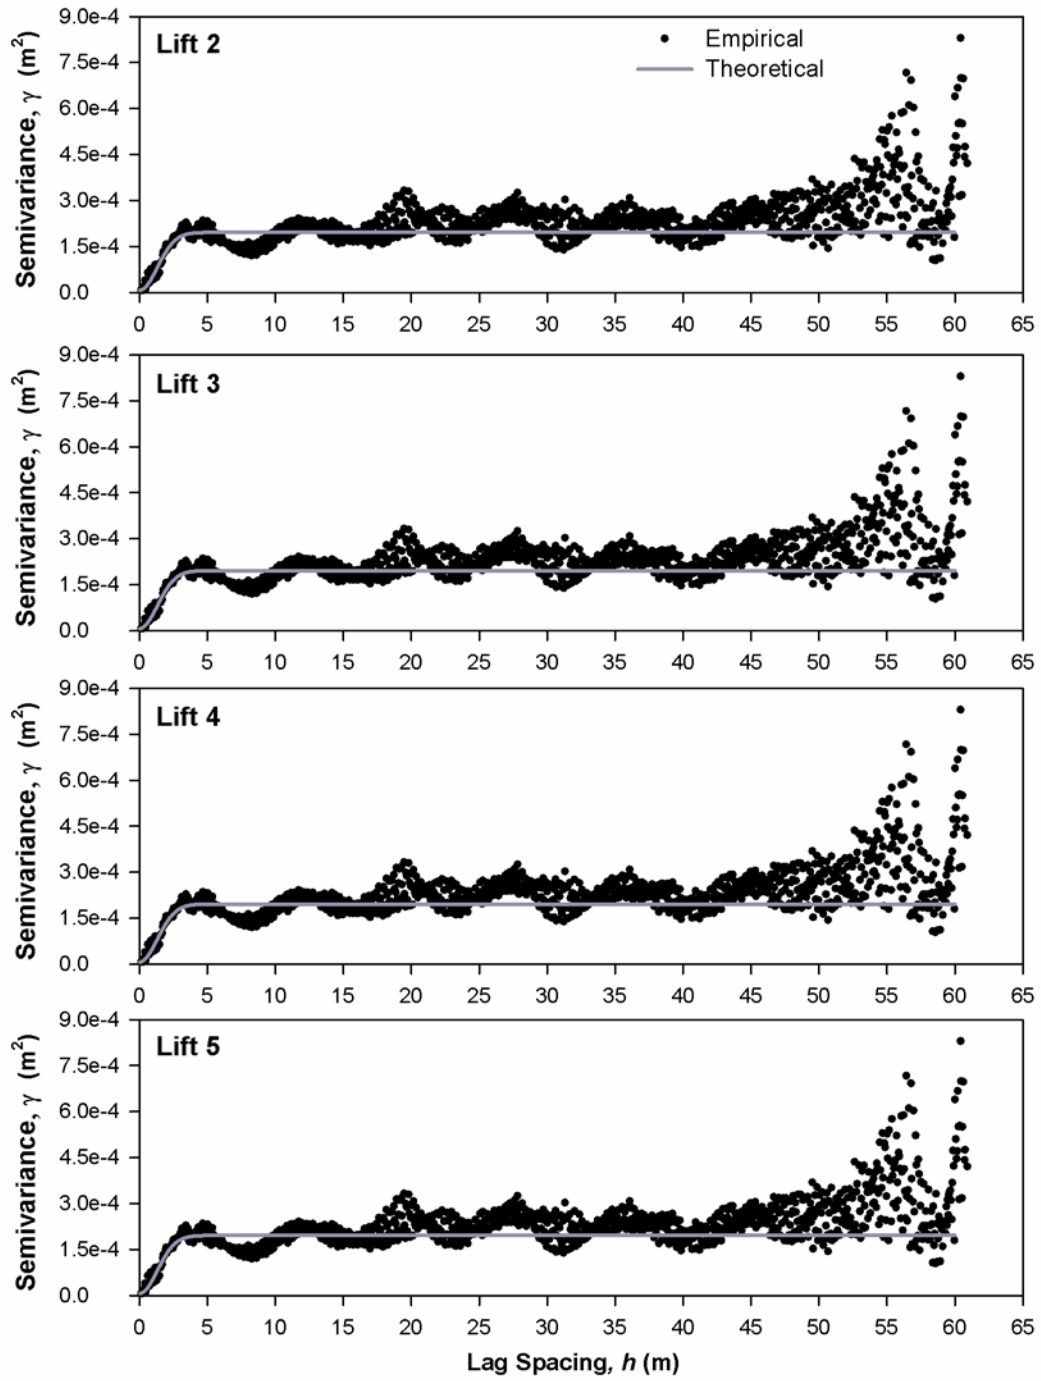 9.0e-4
Lift 2
Empirical
Theoretical
7.5e-4
6.0e-4
4.5e-4
3.0e-4
1.5e-4
0.0
Semivariance, γ (m²)
0 5 10 15 20 25 30 35 40 45 50 55 60 65
9.0e-4
Lift 3
7.5e-4
6.0e-4
4.5e-4
3.0e-4
1.5e-4
0.0
Semivariance, γ (m²)
0 5 10 15 20 25 30 35 40 45 50 55 60 65
9.0e-4
Lift 4
7.5e-4
6.0e-4
4.5e-4
3.0e-4
1.5e-4
0.0
Semivariance, γ (m²)
0 5 10 15 20 25 30 35 40 45 50 55 60 65
9.0e-4
Lift 5
7.5e-4
6.0e-4
4.5e-4
3.0e-4
1.5e-4
0.0
Semivariance, γ (m²)
0 5 10 15 20 25 30 35 40 45 50 55 60 65
Lag Spacing, h (m)